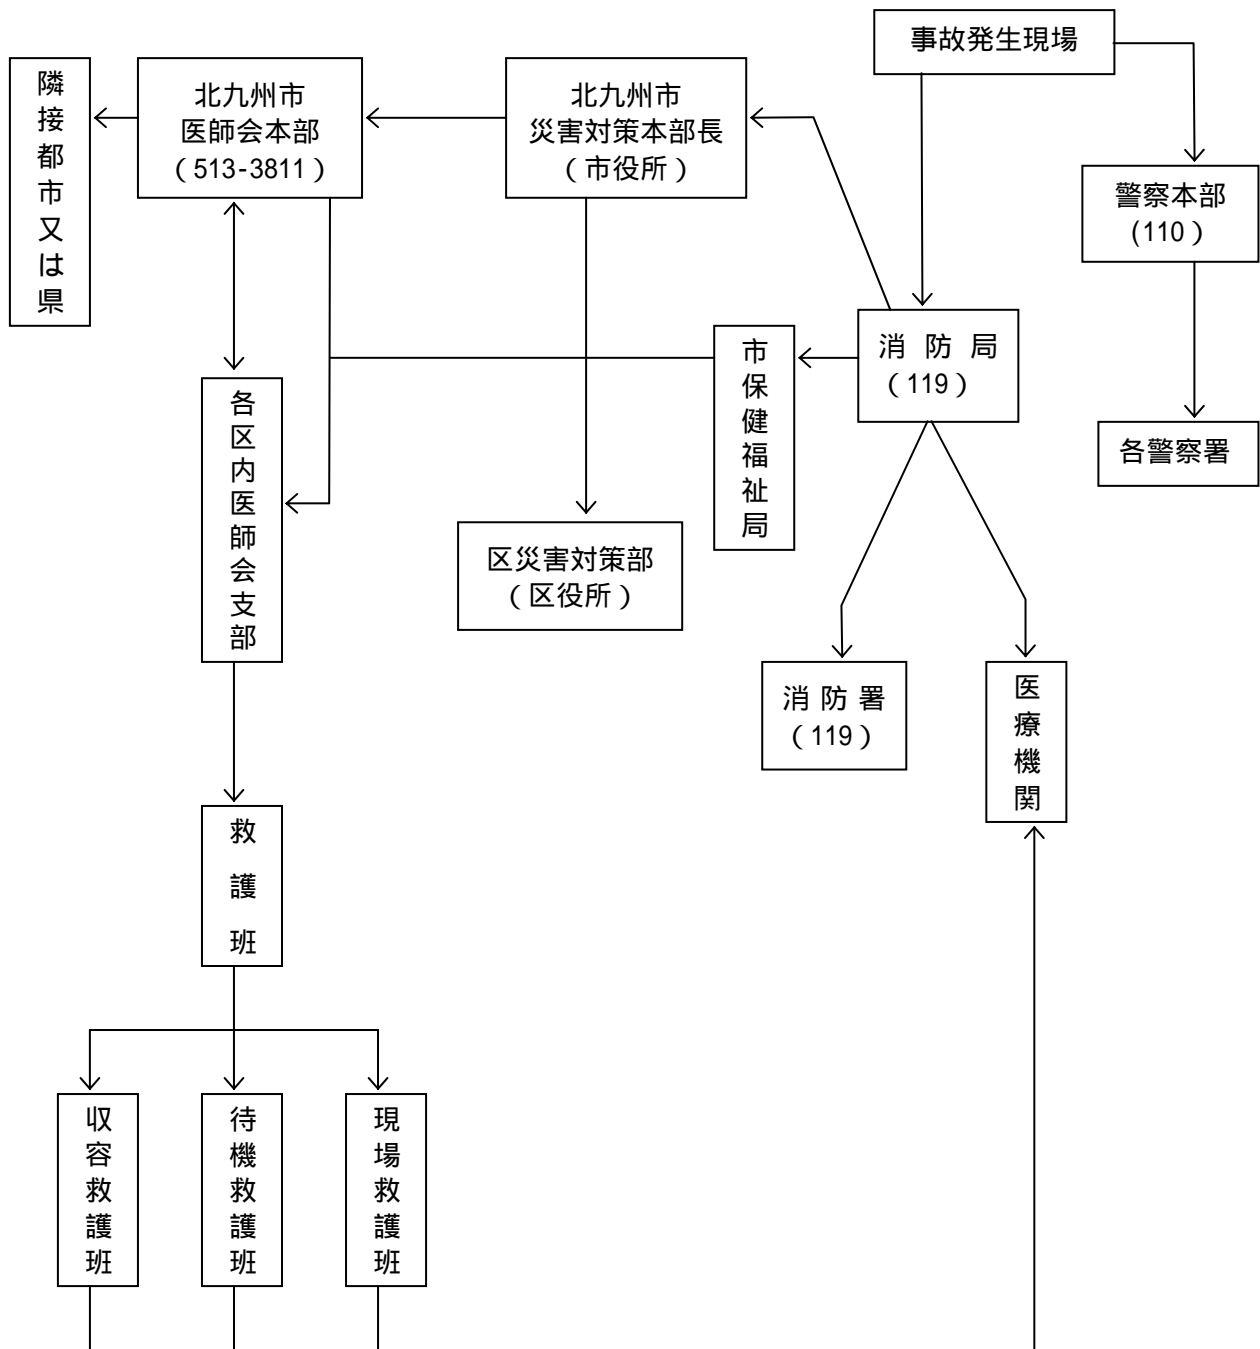 事故発生現場
隣接都市又は県
北九州市
医師会本部
（513-3811）
北九州市
災害対策本部長
（市役所）
警察本部
(110）
消防局
（119）
市保健福祉局
各区内医師会支部
各警察署
区災害対策部
（区役所）
消防署
（119）
医療機関
救護班
収容救護班
待機救護班
現場救護班